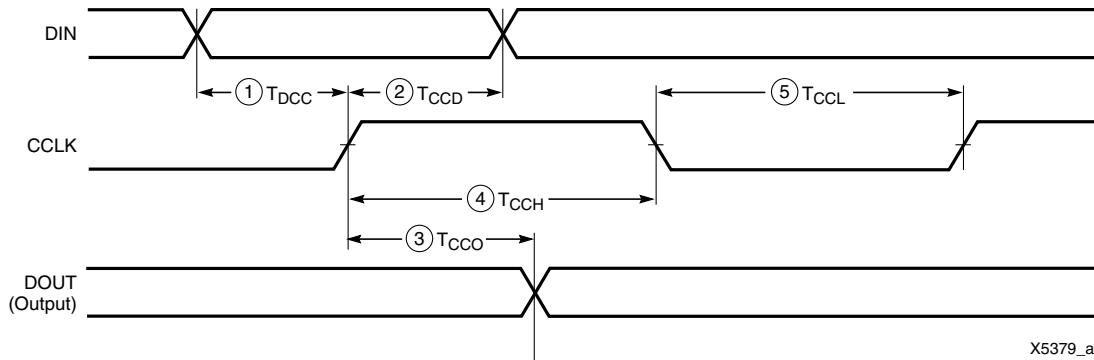 DIN
① TDCC
② TCCD
⑤ TCCL
CCLK
④ TCCH
③ TCCO
DOUT
(Output)
X5379_a